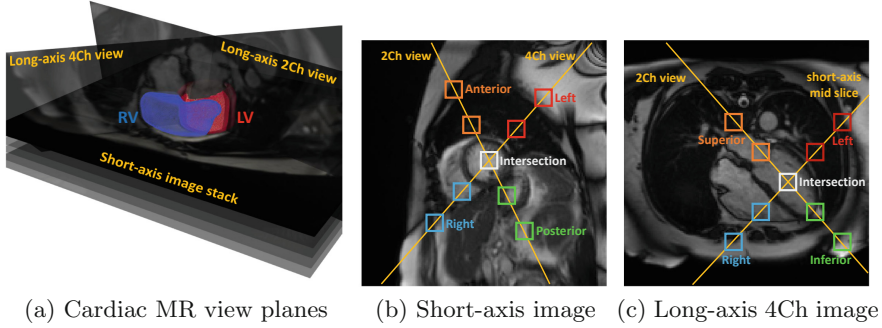 Long-axis 4Ch view
Long-axis 2Ch view
RV
LV
Short-axis image stack
(a) Cardiac MR view planes
2Ch view
4Ch view
Anterior
Left
Intersection
Right
Posterior
(b) Short-axis image
2Ch view
short-axis
mid slice
Superior
Left
Intersection
Right
Inferior
(c) Long-axis 4Ch image